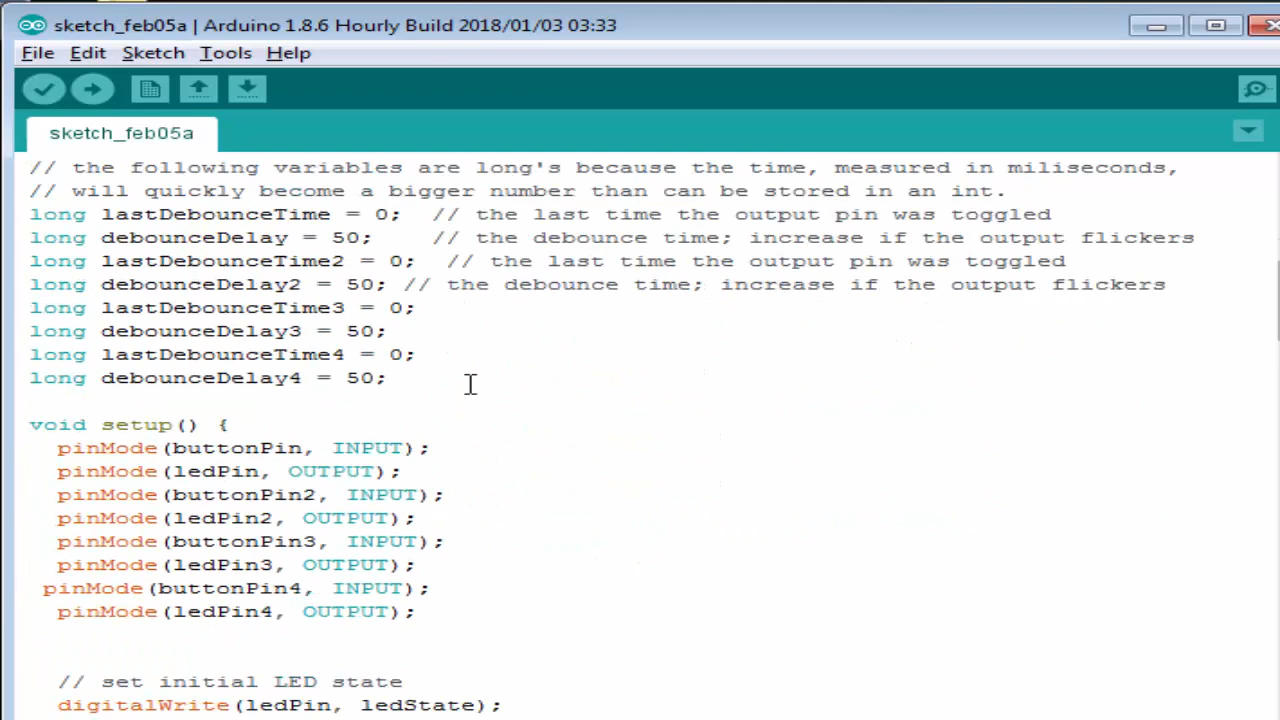 sketch_feb05a | Arduino 1.8.6 Hourly Build 2018/01/03 03:33
File Edit Sketch Tools Help
sketch_feb05a
// the following variables are long's because the time, measured in miliseconds,
// will quickly become a bigger number than can be stored in an int.
long lastDebounceTime = 0;  // the last time the output pin was toggled
long debounceDelay = 50;    // the debounce time; increase if the output flickers
long lastDebounceTime2 = 0;  // the last time the output pin was toggled
long debounceDelay2 = 50; // the debounce time; increase if the output flickers
long lastDebounceTime3 = 0;
long debounceDelay3 = 50;
long lastDebounceTime4 = 0;
long debounceDelay4 = 50;
void setup() {
  pinMode(buttonPin, INPUT);
  pinMode(ledPin, OUTPUT);
  pinMode(buttonPin2, INPUT);
  pinMode(ledPin2, OUTPUT);
  pinMode(buttonPin3, INPUT);
  pinMode(ledPin3, OUTPUT);
 pinMode(buttonPin4, INPUT);
  pinMode(ledPin4, OUTPUT);
  // set initial LED state
  digitalWrite(ledPin, ledState);